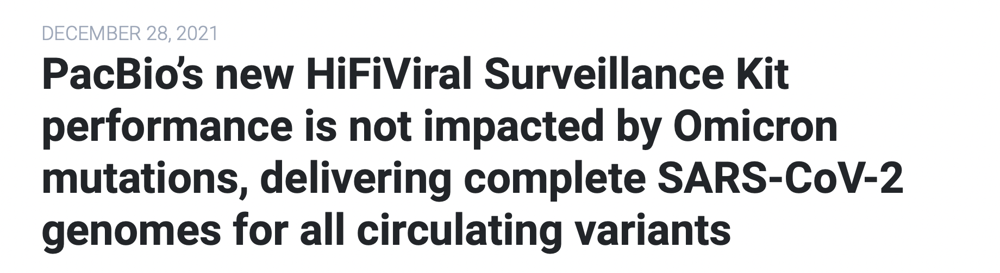 DECEMBER 28, 2021
PacBio’s new HiFiViral Surveillance Kit
performance is not impacted by Omicron
mutations, delivering complete SARS-CoV-2
genomes for all circulating variants